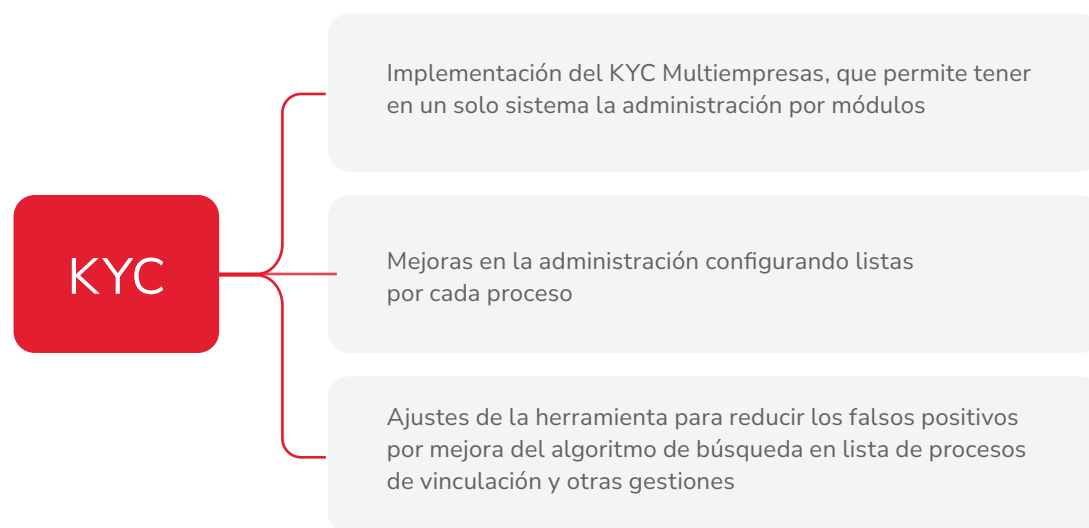 KYC
Implementación del KYC Multiempresas, que permite tener
en un solo sistema la administración por módulos
Mejoras en la administración configurando listas
por cada proceso
Ajustes de la herramienta para reducir los falsos positivos
por mejora del algoritmo de búsqueda en lista de procesos
de vinculación y otras gestiones